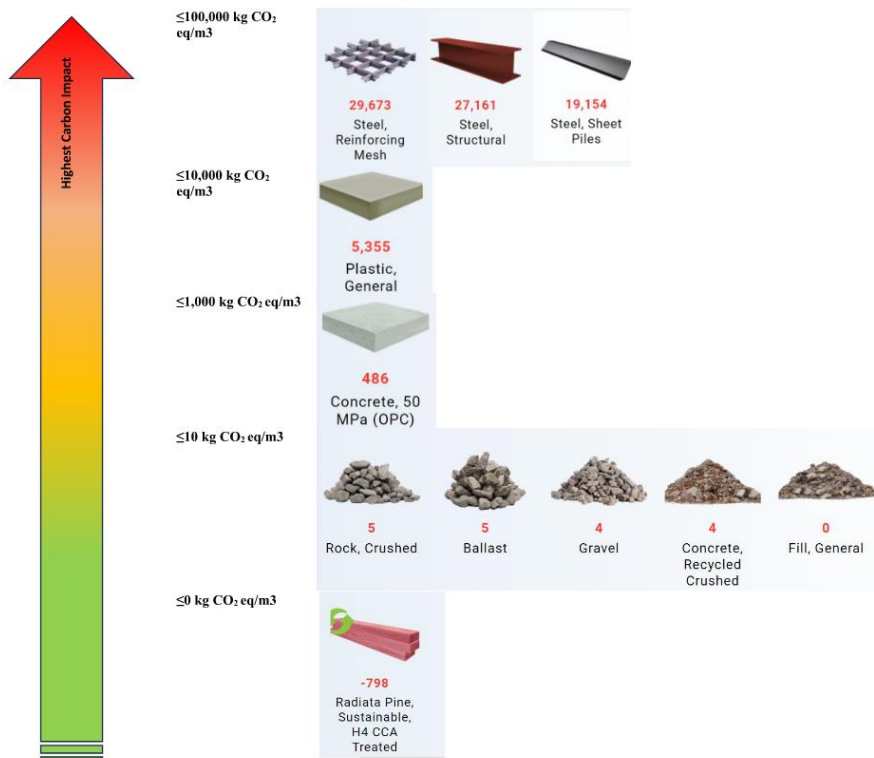 ≤100,000 kg CO₂
eq/m3
Highest Carbon Impact
29,673
Steel,
Reinforcing
Mesh
27,161
Steel,
Structural
19,154
Steel, Sheet
Piles
≤10,000 kg CO₂
eq/m3
5,355
Plastic,
General
≤1,000 kg CO₂ eq/m3
486
Concrete, 50
MPa (OPC)
≤10 kg CO₂ eq/m3
5
Rock, Crushed
5
Ballast
4
Gravel
4
Concrete,
Recycled
Crushed
0
Fill, General
≤0 kg CO₂ eq/m3
-798
Radiata Pine,
Sustainable,
H4 CCA
Treated